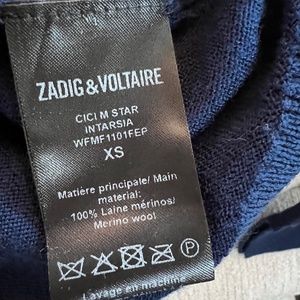 ZADIG&VOLTAIRE
CICI M STAR
INTARSIA
WFMF1101FEP
XS
Matière principale/ Main
material:
100% Laine mérinos/
Merino wool
P
Lavage en machine